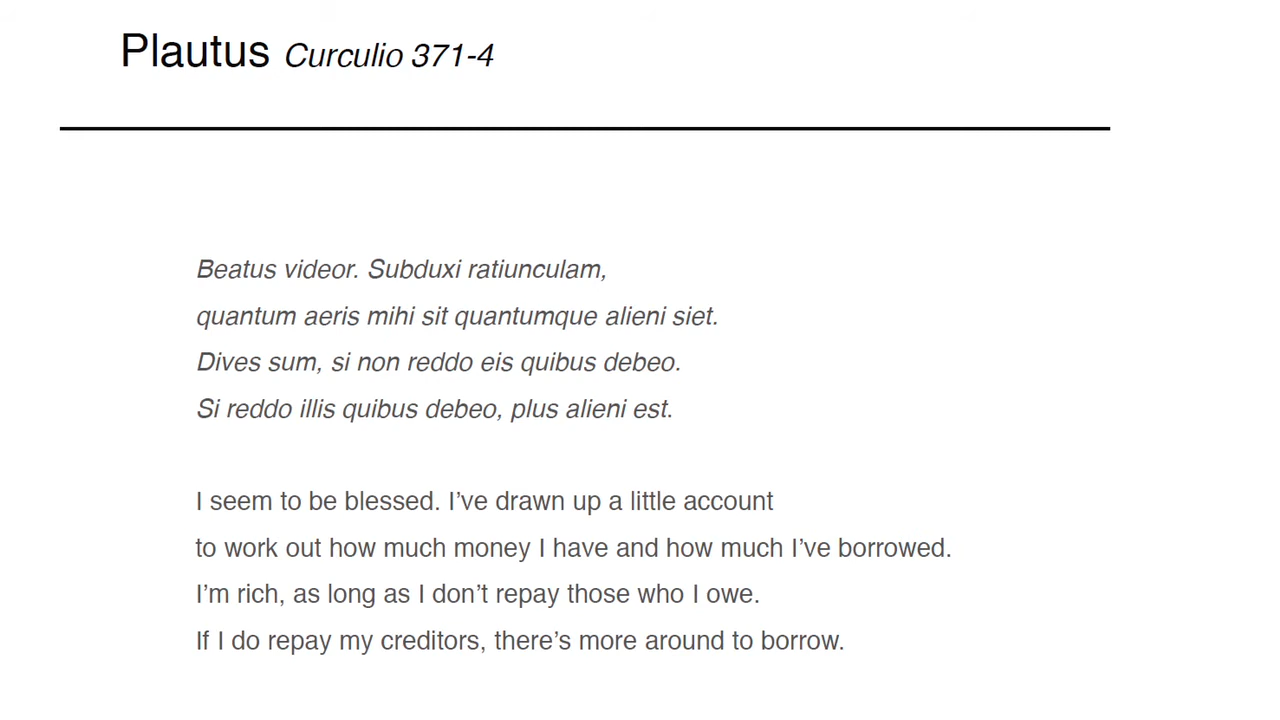 Plautus Curculio 371-4
Beatus videor. Subduxi ratiunculam,
quantum aeris mihi sit quantumque alieni siet.
Dives sum, si non reddo eis quibus debeo.
Si reddo illis quibus debeo, plus alieni est.
I seem to be blessed. I’ve drawn up a little account
to work out how much money I have and how much I’ve borrowed.
I’m rich, as long as I don’t repay those who I owe.
If I do repay my creditors, there’s more around to borrow.